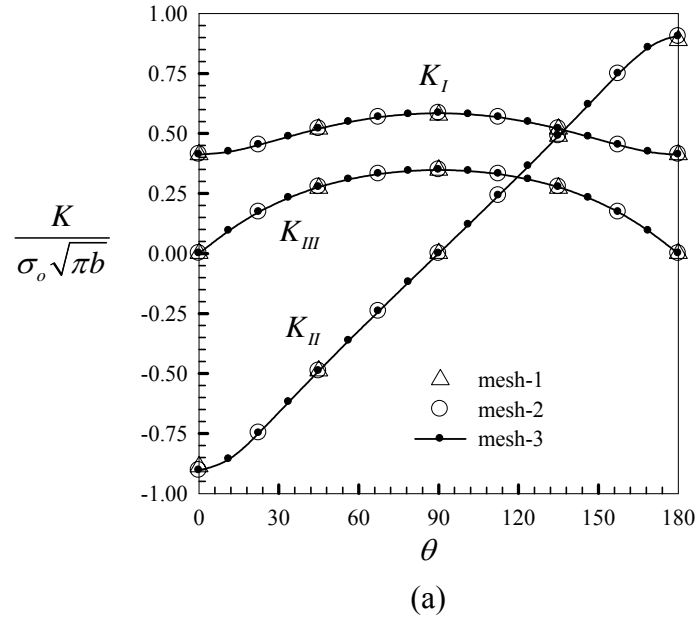 1.00
0.75
0.50
0.25
0.00
-0.25
-0.50
-0.75
-1.00
K
σ_o √πb
K_I
K_III
K_II
mesh-1
mesh-2
mesh-3
0 30 60 90 120 150 180
θ
(a)